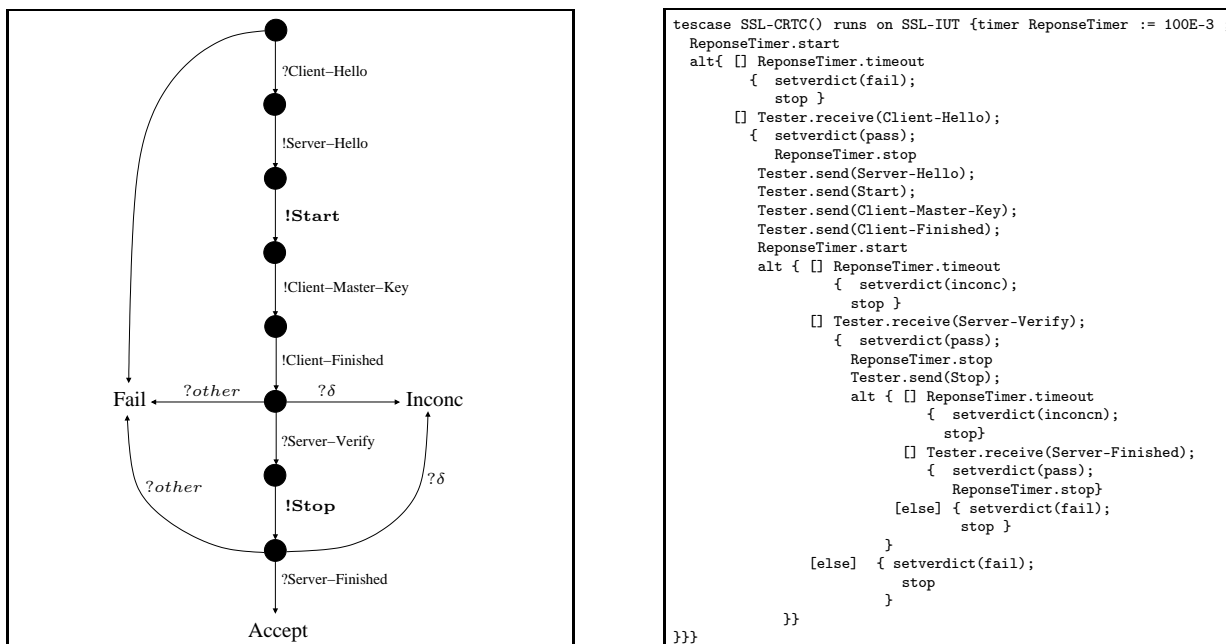 ?Client−Hello
!Server−Hello
!Start
!Client−Master−Key
!Client−Finished
Fail ?other ?δ Inconc
?Server−Verify
?other ?δ
!Stop
?Server−Finished
Accept
tescase SSL-CRTC() runs on SSL-IUT {timer ReponseTimer := 100E-3
ReponseTimer.start
alt{ [] ReponseTimer.timeout
{ setverdict(fail);
stop }
[] Tester.receive(Client-Hello);
{ setverdict(pass);
ReponseTimer.stop
Tester.send(Server-Hello);
Tester.send(Start);
Tester.send(Client-Master-Key);
Tester.send(Client-Finished);
ReponseTimer.start
alt { [] ReponseTimer.timeout
{ setverdict(inconc);
stop }
[] Tester.receive(Server-Verify);
{ setverdict(pass);
ReponseTimer.stop
Tester.send(Stop);
alt { [] ReponseTimer.timeout
{ setverdict(inconcn);
stop}
[] Tester.receive(Server-Finished);
{ setverdict(pass);
ReponseTimer.stop}
[else] { setverdict(fail);
stop }
}
[else] { setverdict(fail);
stop
}
}}
}}}